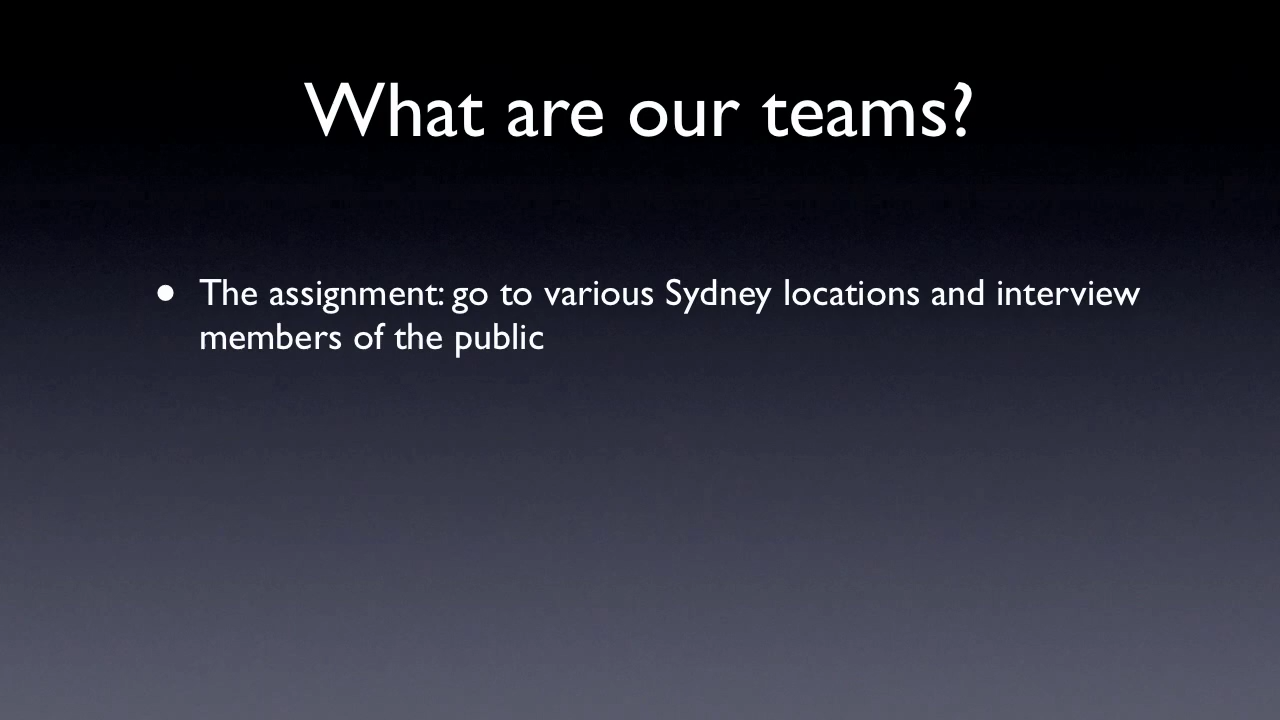 What are our teams?
• The assignment: go to various Sydney locations and interview
members of the public